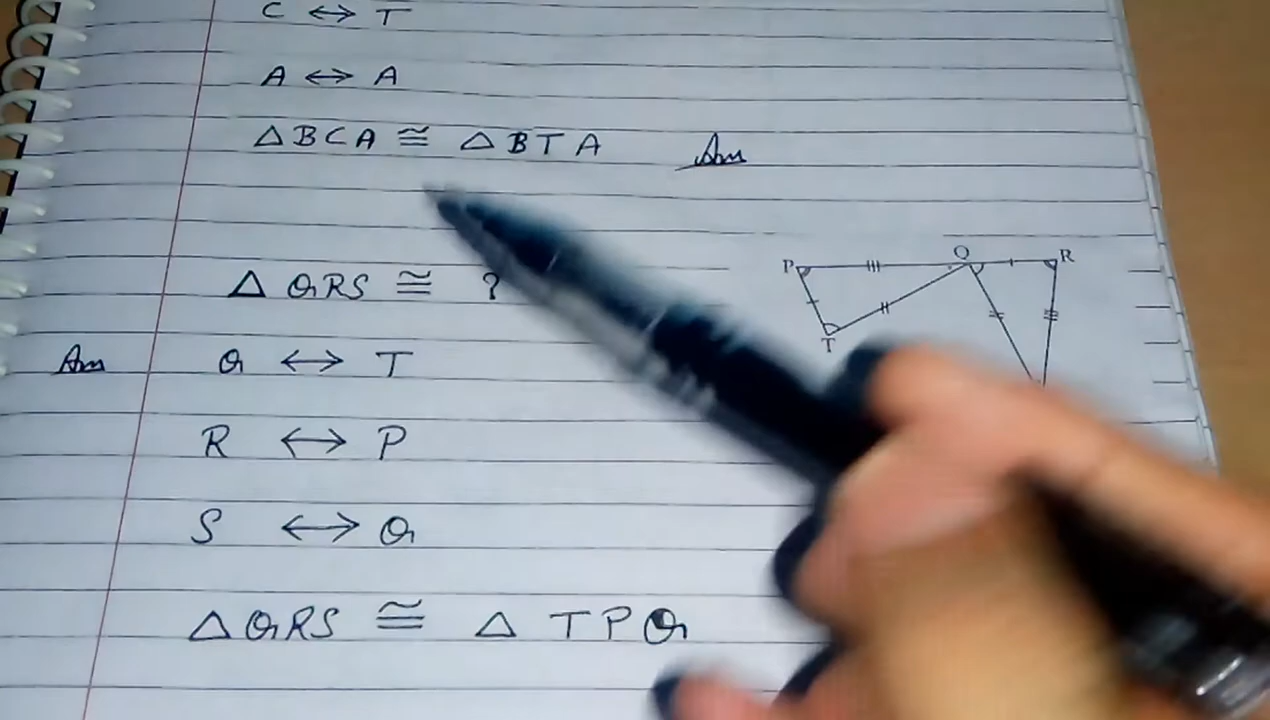 C ↔ T
A ↔ A
△BCA ≅ △BTA Ans
△ QRS ≅ ?
P Q R
T
Ans Q ↔ T
R ↔ P
S ↔ Q
△QRS ≅ △ TPQ